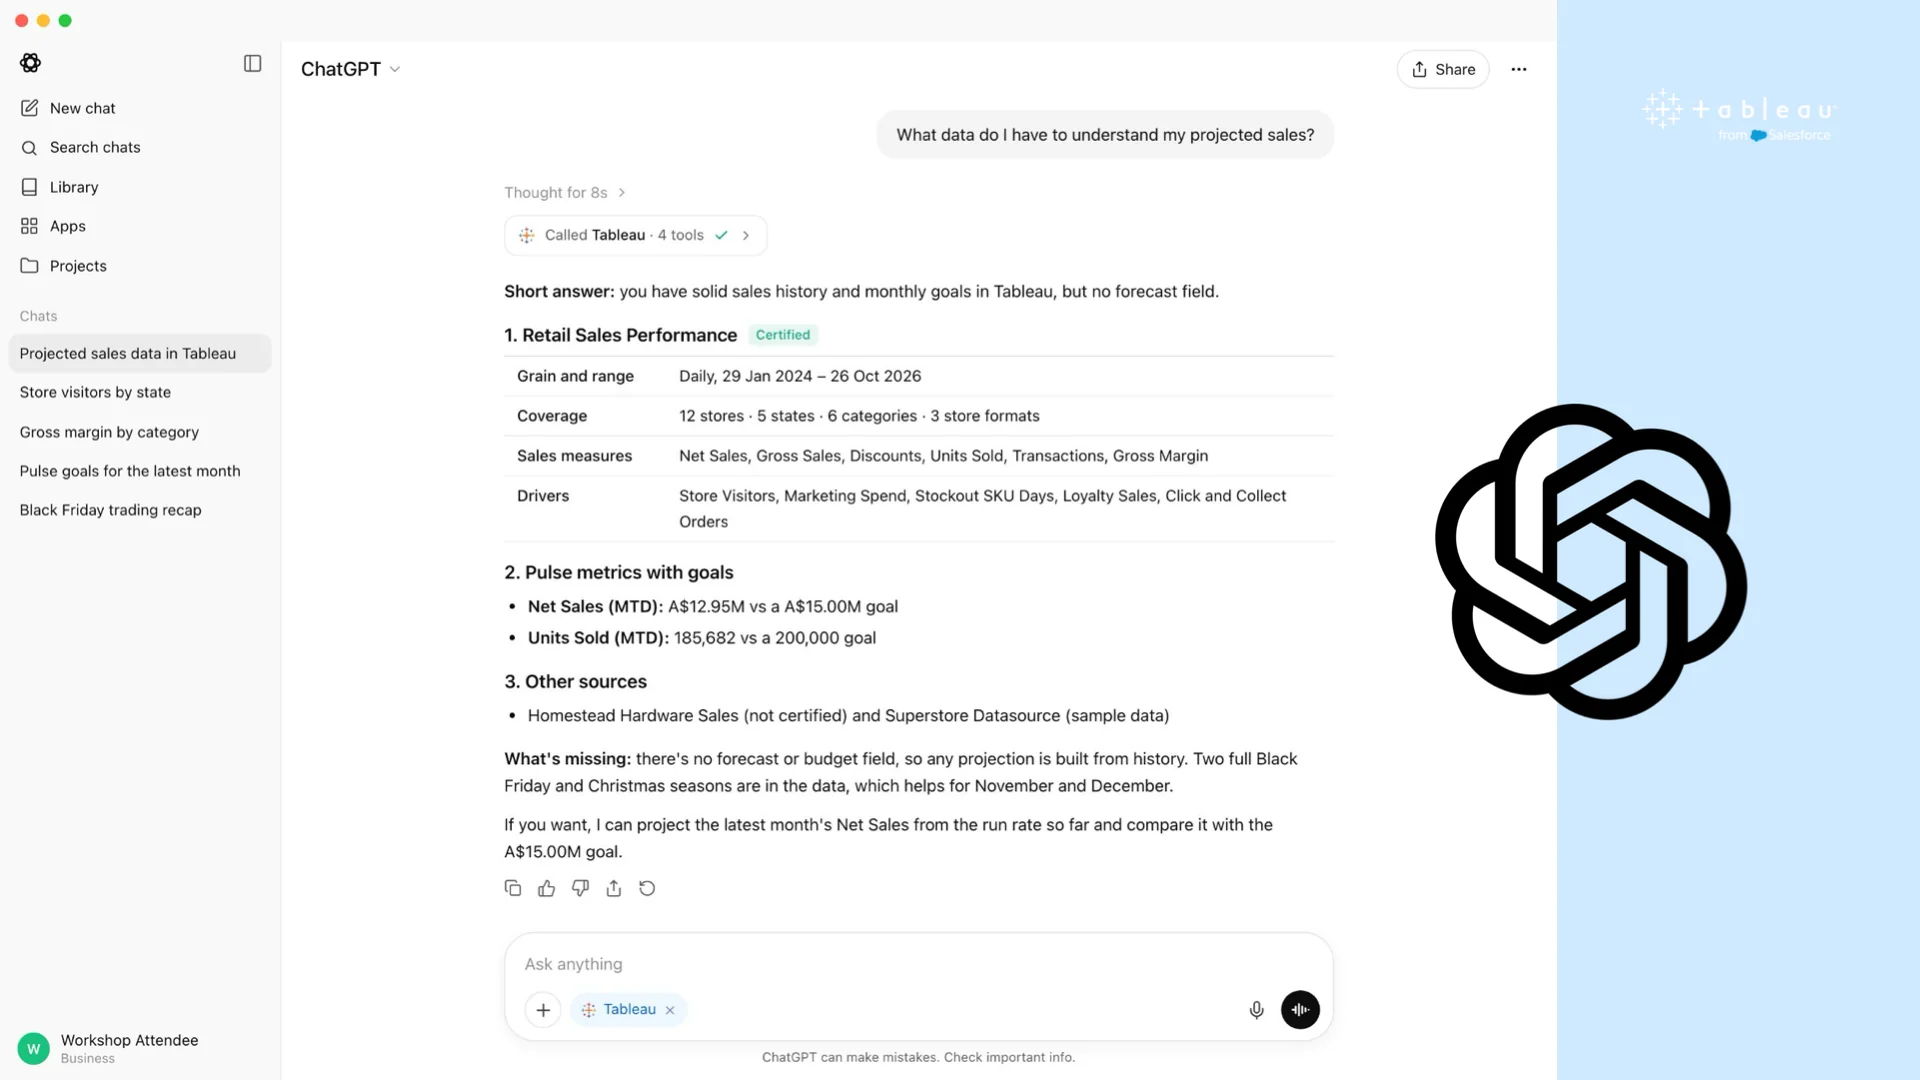 ChatGPT
Share
New chat
Search chats
Library
Apps
Projects
Chats
Projected sales data in Tableau
Store visitors by state
Gross margin by category
Pulse goals for the latest month
Black Friday trading recap
Workshop Attendee
Business
W
What data do I have to understand my projected sales?
Thought for 8s
Called Tableau · 4 tools
Short answer: you have solid sales history and monthly goals in Tableau, but no forecast field.
1. Retail Sales Performance Certified
Grain and range Daily, 29 Jan 2024 – 26 Oct 2026
Coverage 12 stores · 5 states · 6 categories · 3 store formats
Sales measures Net Sales, Gross Sales, Discounts, Units Sold, Transactions, Gross Margin
Drivers Store Visitors, Marketing Spend, Stockout SKU Days, Loyalty Sales, Click and Collect
Orders
2. Pulse metrics with goals
• Net Sales (MTD): A$12.95M vs a A$15.00M goal
• Units Sold (MTD): 185,682 vs a 200,000 goal
3. Other sources
• Homestead Hardware Sales (not certified) and Superstore Datasource (sample data)
What's missing: there's no forecast or budget field, so any projection is built from history. Two full Black
Friday and Christmas seasons are in the data, which helps for November and December.
If you want, I can project the latest month's Net Sales from the run rate so far and compare it with the
A$15.00M goal.
Ask anything
Tableau
ChatGPT can make mistakes. Check important info.
tableau
from Salesforce